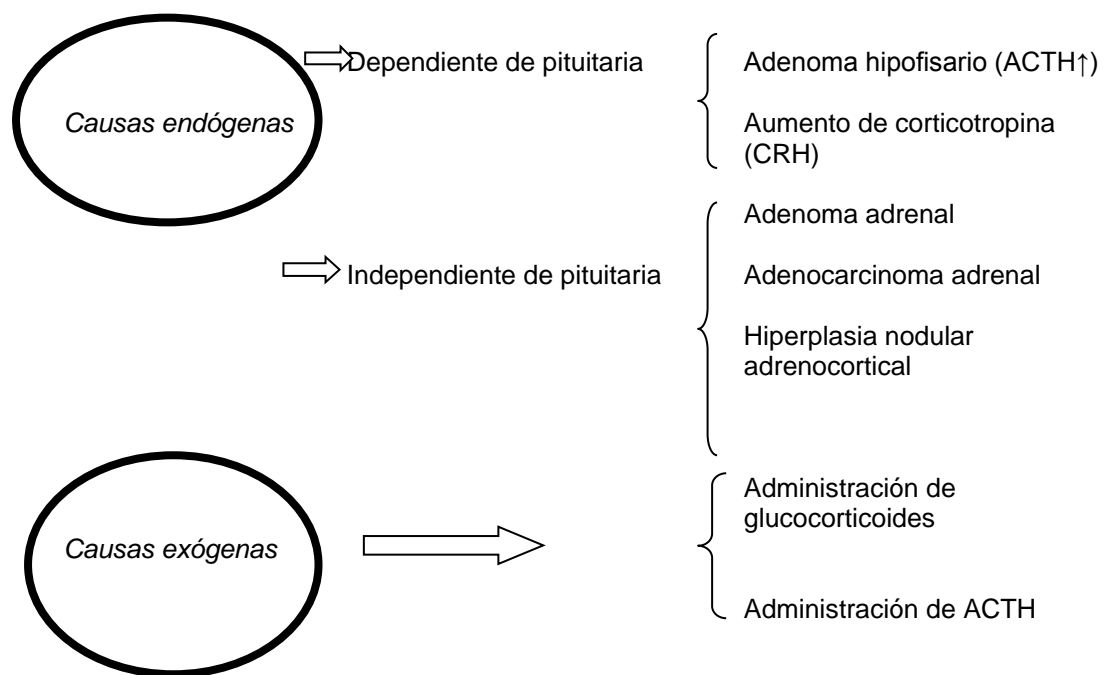 Causas endógenas
Dependiente de pituitaria
Adenoma hipofisario (ACTH↑)
Aumento de corticotropina
(CRH)
Independiente de pituitaria
Adenoma adrenal
Adenocarcinoma adrenal
Hiperplasia nodular
adrenocortical
Causas exógenas
Administración de
glucocorticoides
Administración de ACTH